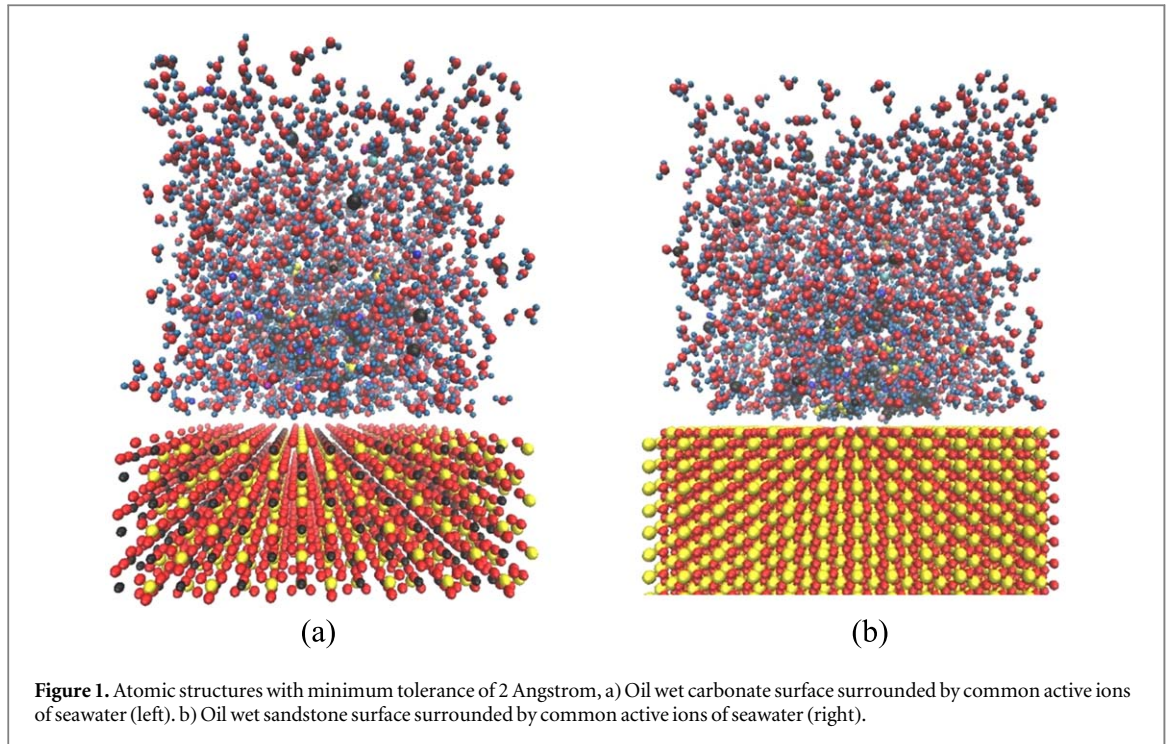 (a)
(b)
Figure 1. Atomic structures with minimum tolerance of 2 Angstrom, a) Oil wet carbonate surface surrounded by common active ions
of seawater (left). b) Oil wet sandstone surface surrounded by common active ions of seawater (right).